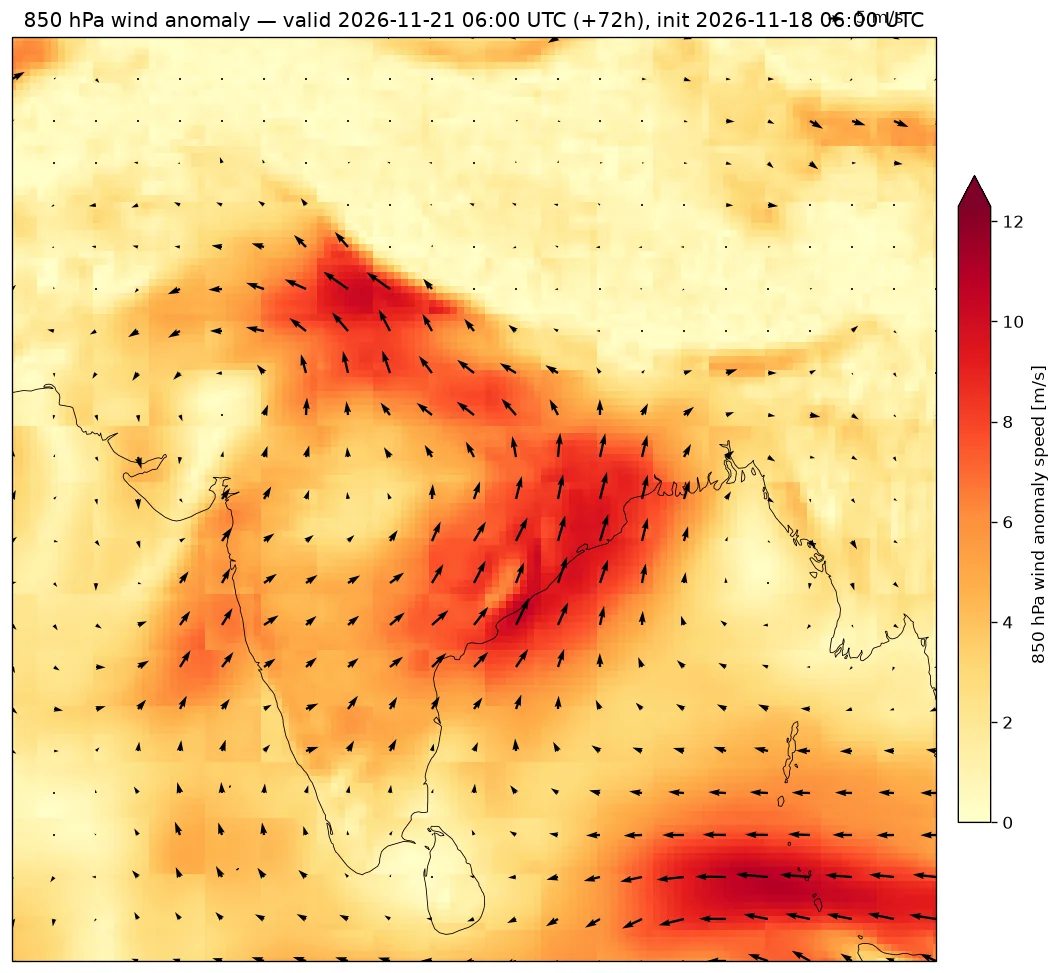 850 hPa wind anomaly — valid 2026-11-21 06:00 UTC (+72h), init 2026-11-18 06:00 UTC
5 m/s
12
10
8
6
4
2
0
850 hPa wind anomaly speed [m/s]